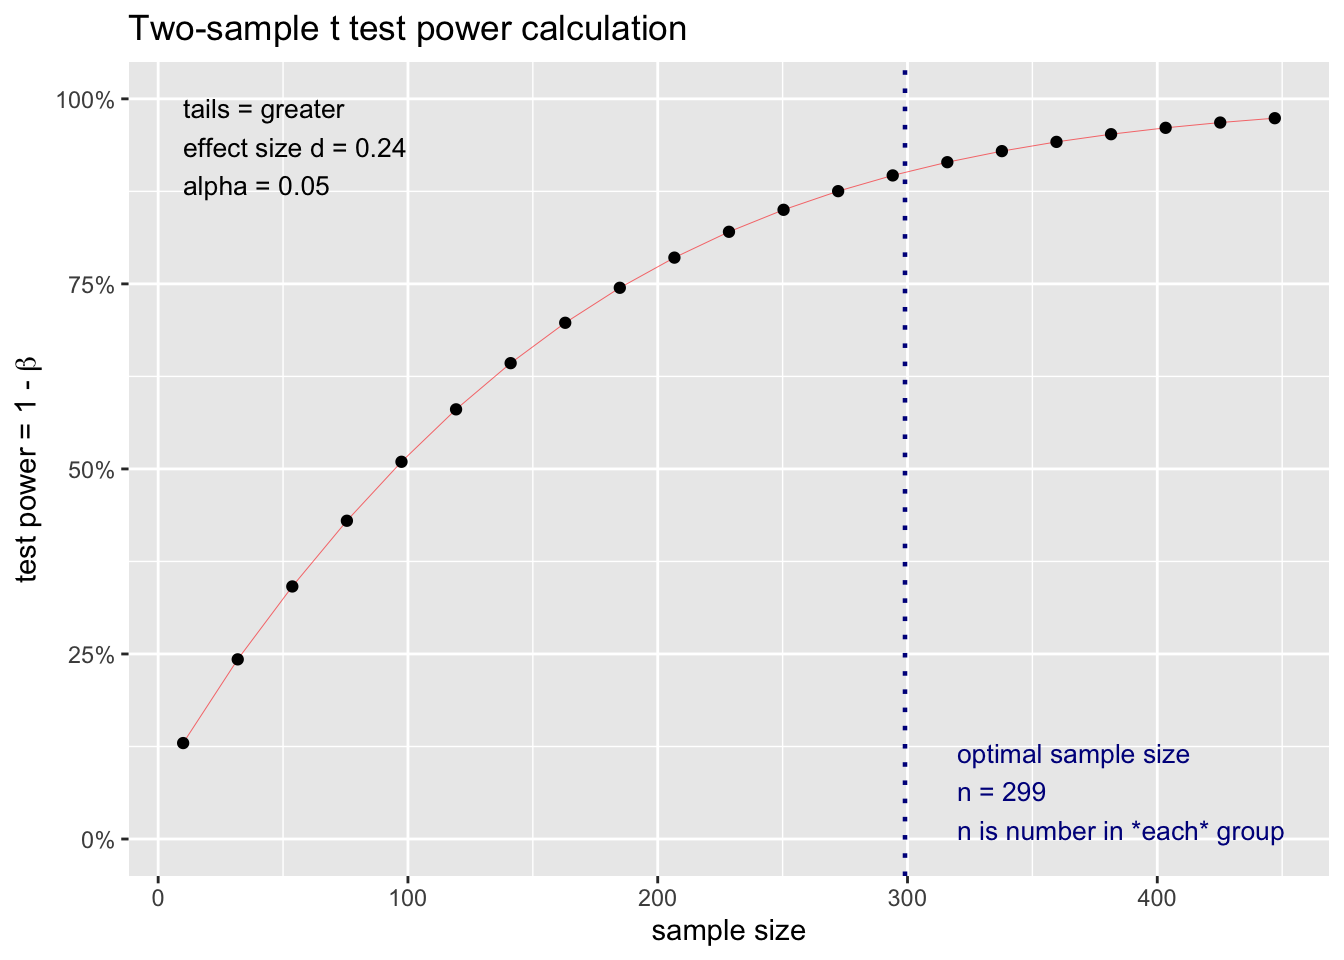 Two-sample t test power calculation
tails = greater
effect size d = 0.24
alpha = 0.05
100%
75%
50%
25%
0%
test power = 1 - β
optimal sample size
n = 299
n is number in *each* group
0
100
200
300
400
sample size